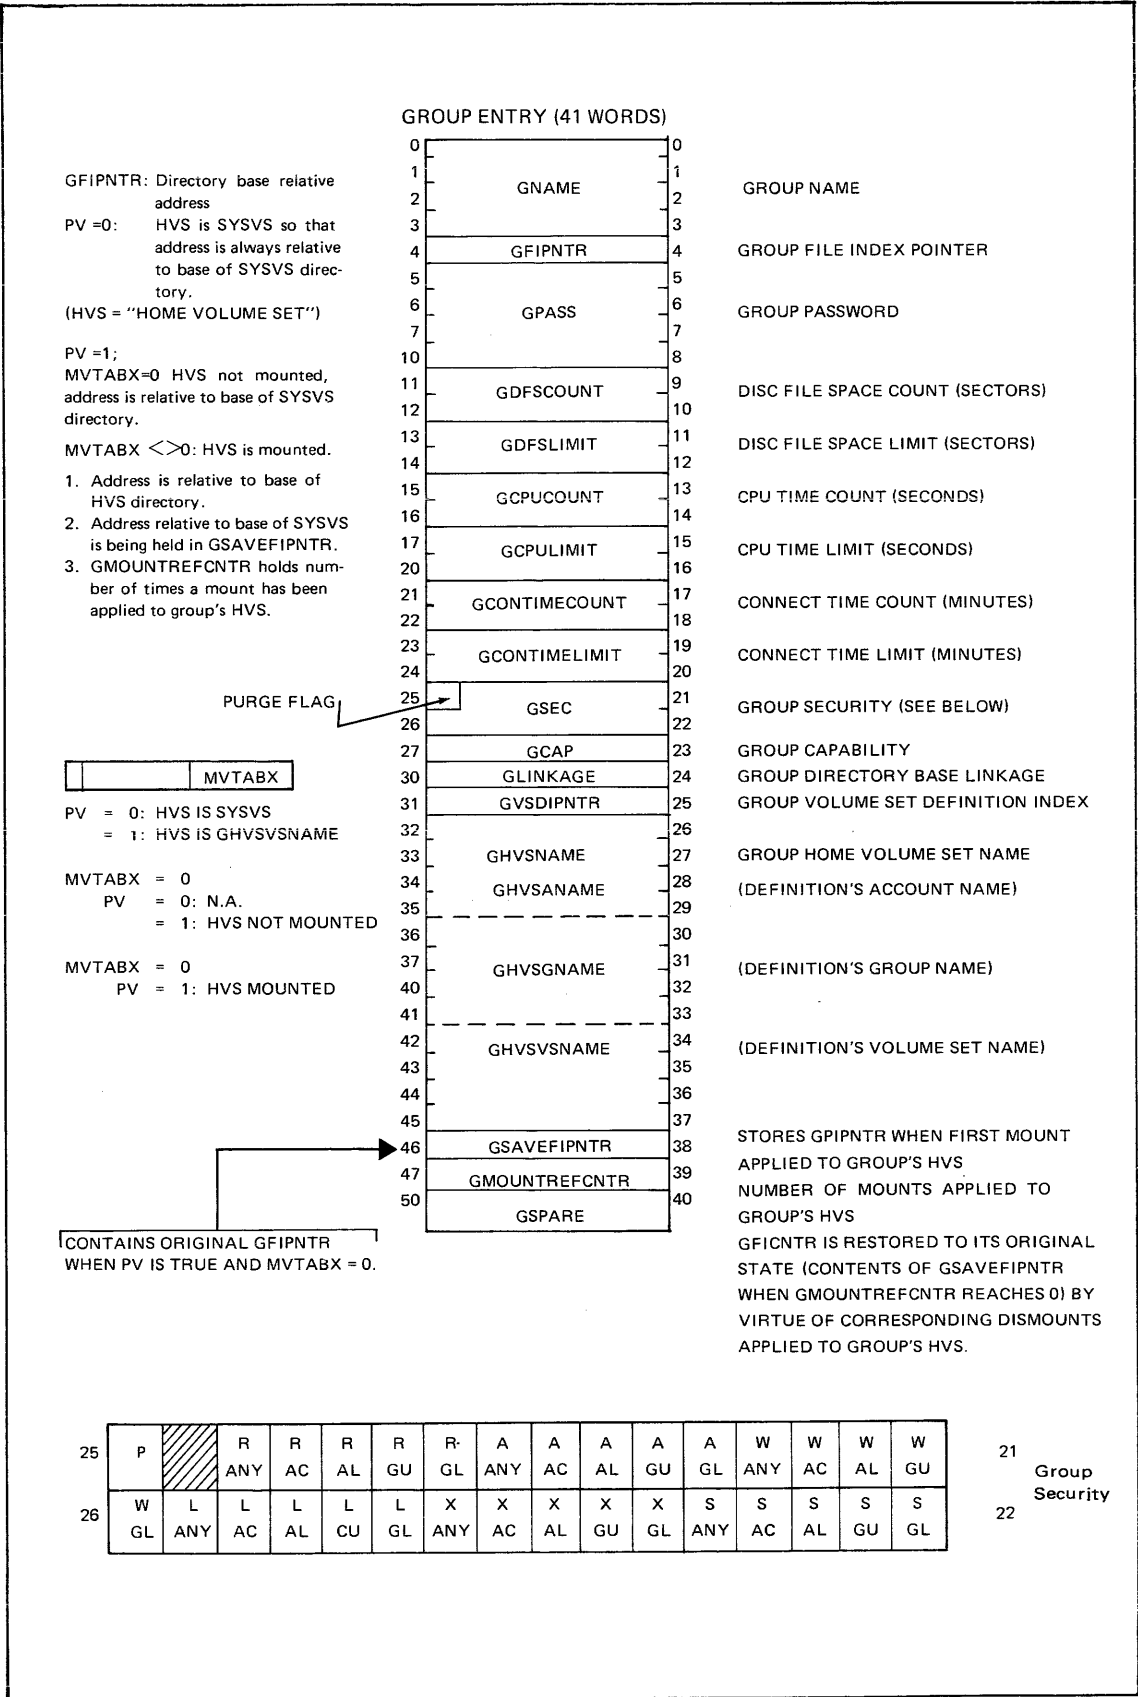 GROUP ENTRY (41 WORDS)
GFIPNTR: Directory base relative
address
PV =0: HVS is SYSVS so that
address is always relative
to base of SYSVS direc-
tory.
(HVS = "HOME VOLUME SET")
PV =1;
MVTABX=0 HVS not mounted,
address is relative to base of SYSVS
directory.
MVTABX <>0: HVS is mounted.
1. Address is relative to base of
HVS directory.
2. Address relative to base of SYSVS
is being held in GSAVEFIPNTR.
3. GMOUNTREFCNTR holds num-
ber of times a mount has been
applied to group's HVS.
PURGE FLAG
MVTABX
PV = 0: HVS IS SYSVS
= 1: HVS IS GHVSVSNAME
MVTABX = 0
PV = 0: N.A.
= 1: HVS NOT MOUNTED
MVTABX = 0
PV = 1: HVS MOUNTED
CONTAINS ORIGINAL GFIPNTR
WHEN PV IS TRUE AND MVTABX = 0.
0 0
1 1
2 GNAME 2 GROUP NAME
3 3
4 GFIPNTR 4 GROUP FILE INDEX POINTER
5 5
6 GPASS 6 GROUP PASSWORD
7 7
10 8
11 GDFSCOUNT 9 DISC FILE SPACE COUNT (SECTORS)
12 10
13 GDFSLIMIT 11 DISC FILE SPACE LIMIT (SECTORS)
14 12
15 GCPUCOUNT 13 CPU TIME COUNT (SECONDS)
16 14
17 GCPULIMIT 15 CPU TIME LIMIT (SECONDS)
20 16
21 GCONTIMECOUNT 17 CONNECT TIME COUNT (MINUTES)
22 18
23 GCONTIMELIMIT 19 CONNECT TIME LIMIT (MINUTES)
24 20
25 GSEC 21 GROUP SECURITY (SEE BELOW)
26 22
27 GCAP 23 GROUP CAPABILITY
30 GLINKAGE 24 GROUP DIRECTORY BASE LINKAGE
31 GVSDIPNTR 25 GROUP VOLUME SET DEFINITION INDEX
32 26
33 GHVSNAME 27 GROUP HOME VOLUME SET NAME
34 GHVSANAME 28 (DEFINITION'S ACCOUNT NAME)
35 29
36 30
37 GHVSGNAME 31 (DEFINITION'S GROUP NAME)
40 32
41 33
42 GHVSVSNAME 34 (DEFINITION'S VOLUME SET NAME)
43 35
44 36
45 37
46 GSAVEFIPNTR 38 STORES GPIPNTR WHEN FIRST MOUNT
APPLIED TO GROUP'S HVS
47 GMOUNTREFCNTR 39 NUMBER OF MOUNTS APPLIED TO
GROUP'S HVS
50 GSPARE 40
GFICNTR IS RESTORED TO ITS ORIGINAL
STATE (CONTENTS OF GSAVEFIPNTR
WHEN GMOUNTREFCNTR REACHES 0) BY
VIRTUE OF CORRESPONDING DISMOUNTS
APPLIED TO GROUP'S HVS.
25 P R R R R R A A A A A W W W W 21
ANY AC AL GU GL ANY AC AL GU GL ANY AC AL GU
Group
Security
26 W L L L L L X X X X X S S S S S 22
GL ANY AC AL CU GL ANY AC AL GU GL ANY AC AL GU GL